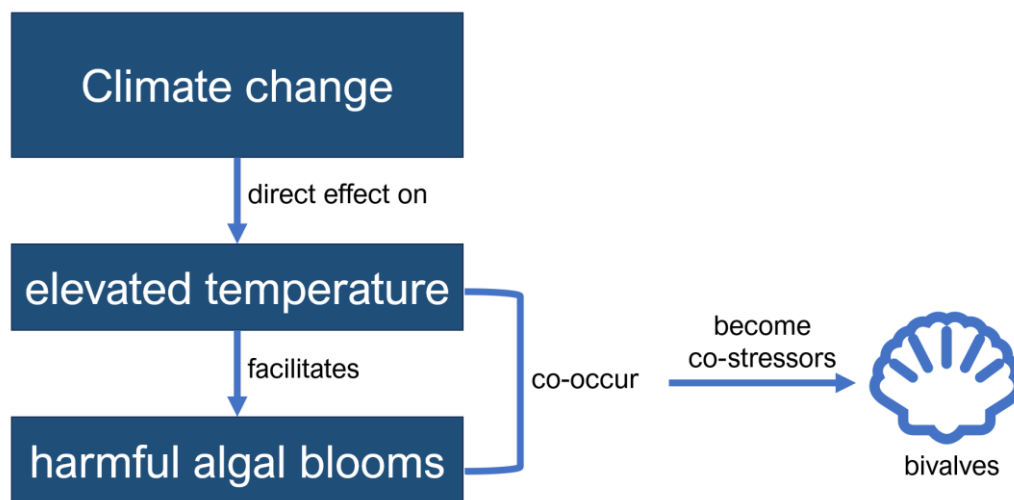 Climate change
direct effect on
elevated temperature
facilitates
harmful algal blooms
co-occur
become
co-stressors
bivalves